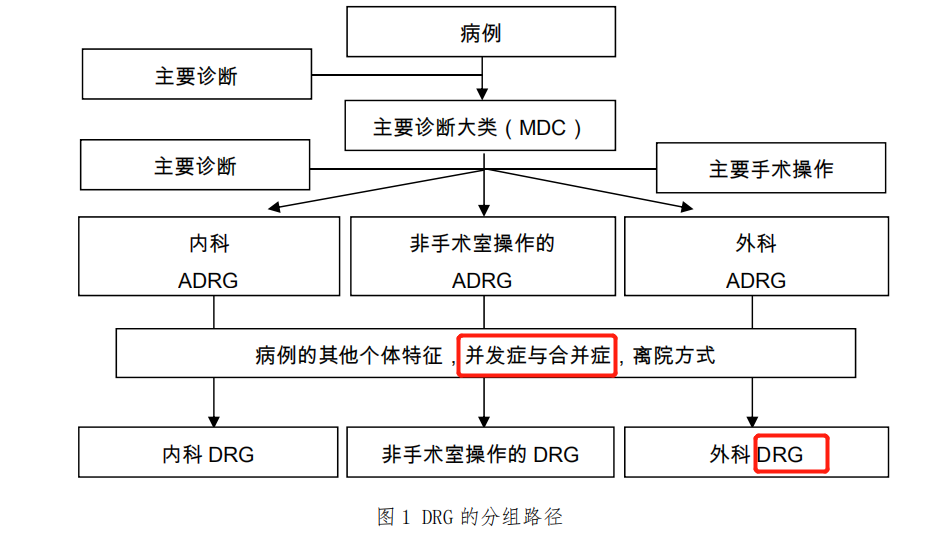 病例
主要诊断
主要诊断大类（MDC）
主要诊断
主要手术操作
内科
ADRG
非手术室操作的
ADRG
外科
ADRG
病例的其他个体特征，并发症与合并症，离院方式
内科 DRG
非手术室操作的 DRG
外科 DRG
图 1 DRG 的分组路径